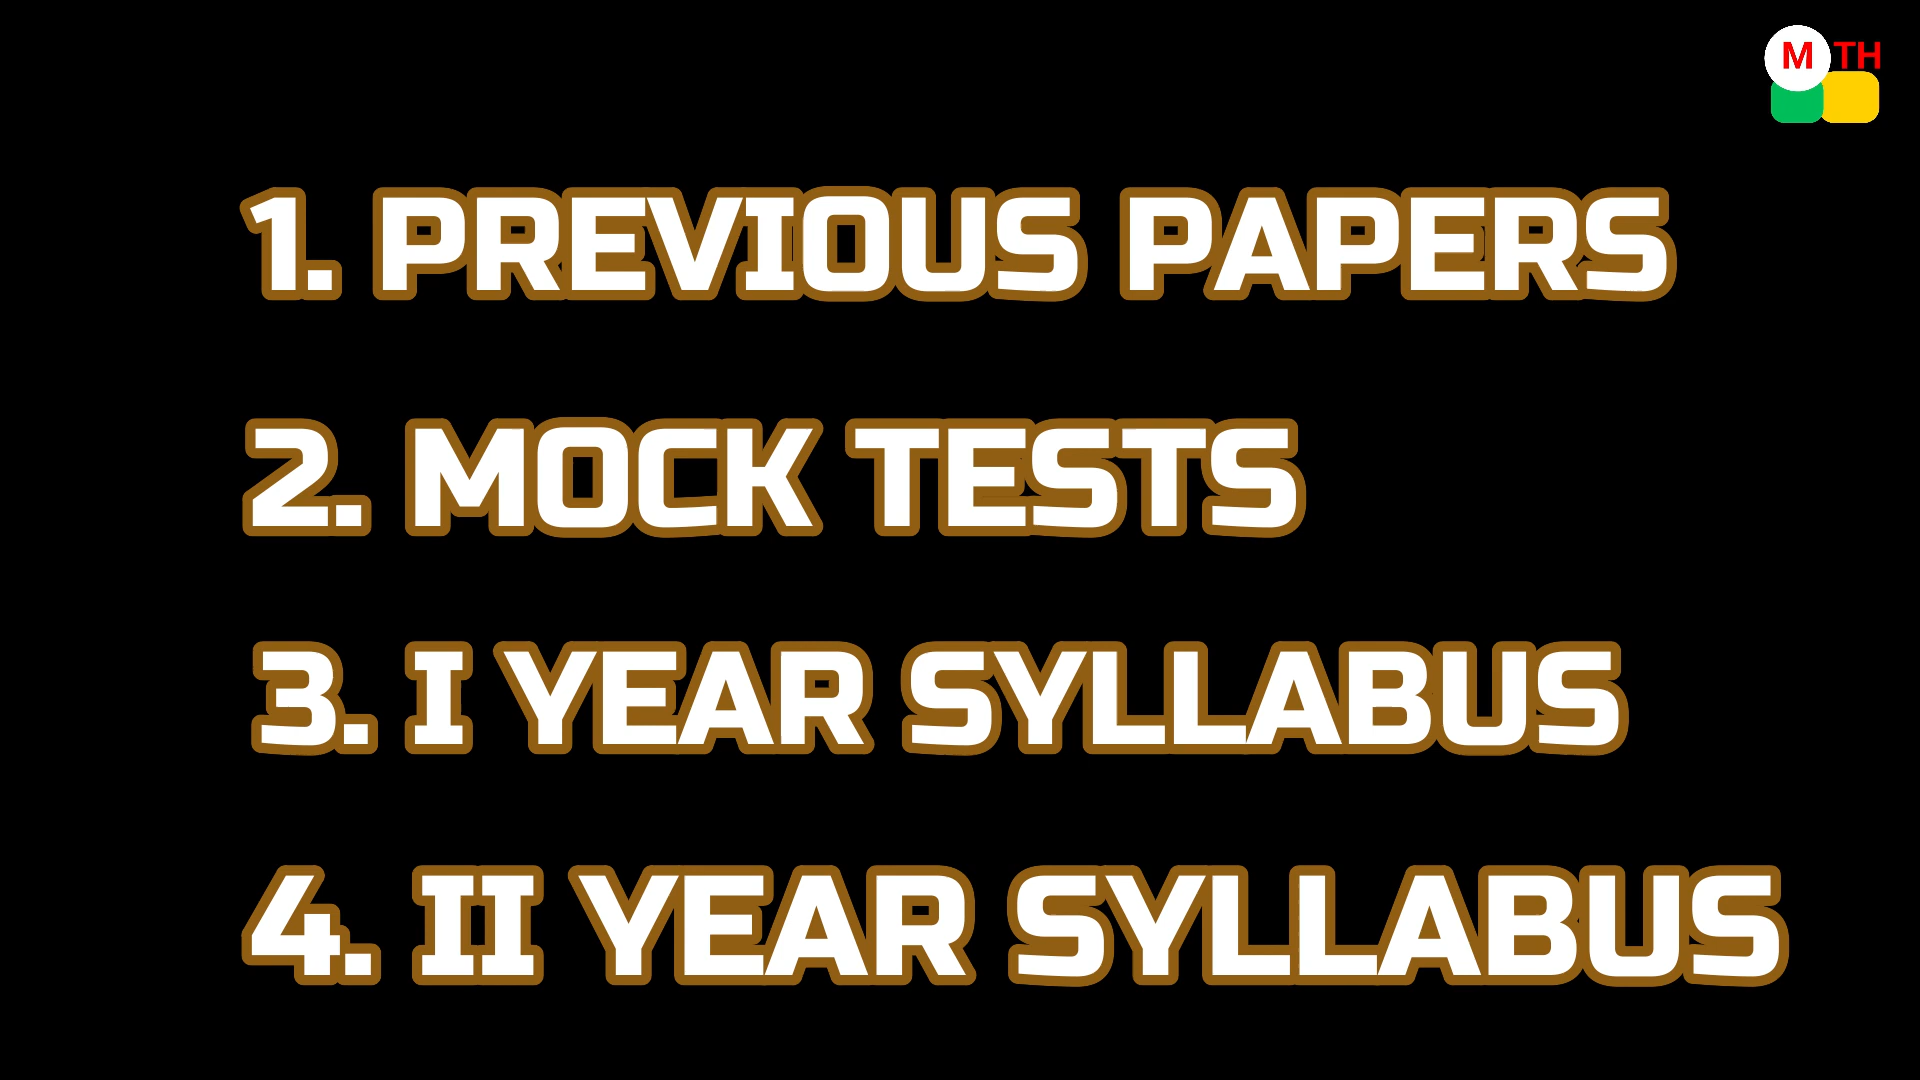 M TH
1. PREVIOUS PAPERS
2. MOCK TESTS
3. I YEAR SYLLABUS
4. II YEAR SYLLABUS